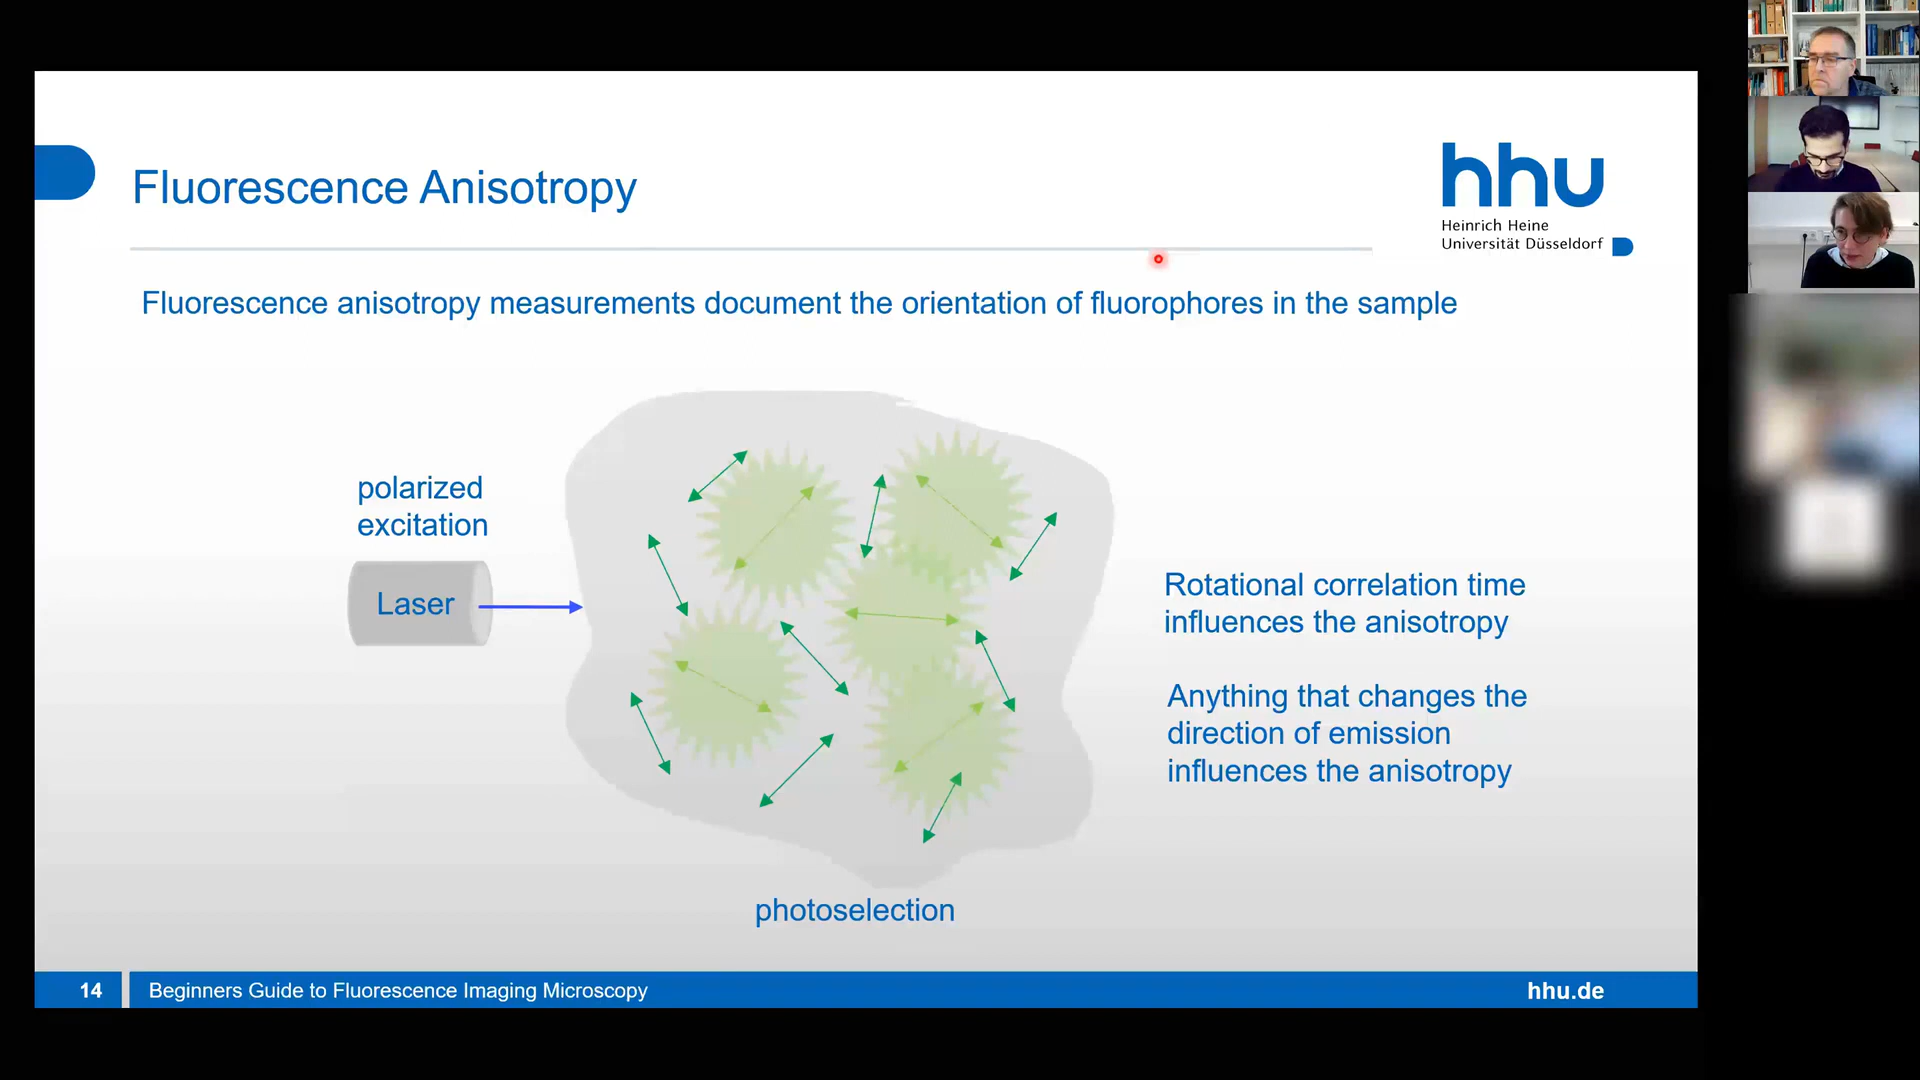 Fluorescence Anisotropy
hhu
Heinrich Heine
Universität Düsseldorf
Fluorescence anisotropy measurements document the orientation of fluorophores in the sample
polarized
excitation
Laser
Rotational correlation time
influences the anisotropy
Anything that changes the
direction of emission
influences the anisotropy
photoselection
14
Beginners Guide to Fluorescence Imaging Microscopy
hhu.de